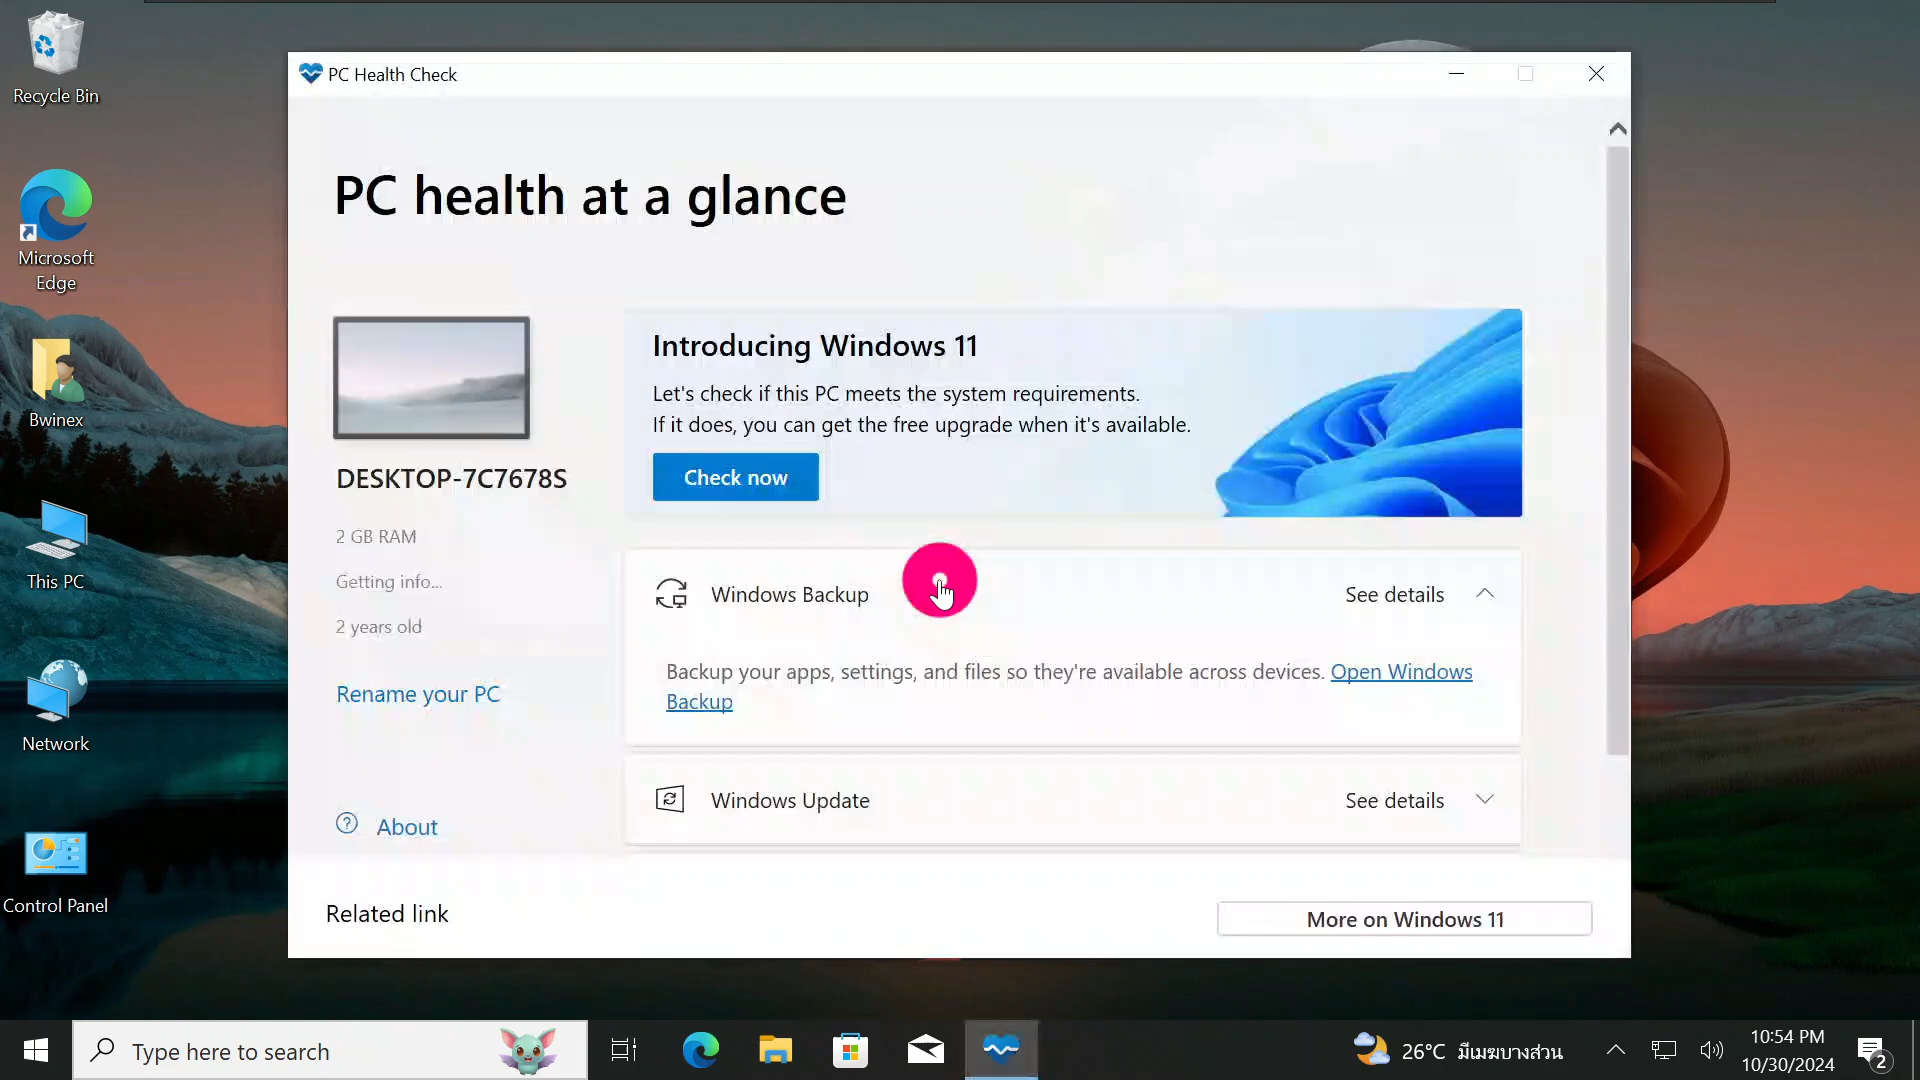 Recycle Bin
Microsoft
Edge
Bwinex
This PC
Network
Control Panel
PC Health Check
PC health at a glance
DESKTOP-7C7678S
2 GB RAM
Getting info...
2 years old
Rename your PC
About
Introducing Windows 11
Let's check if this PC meets the system requirements.
If it does, you can get the free upgrade when it's available.
Check now
Windows Backup
See details
Backup your apps, settings, and files so they're available across devices. Open Windows
Backup
Windows Update
See details
Related link
More on Windows 11
Type here to search
26°C มีเมฆบางส่วน
10:54 PM
10/30/2024
2